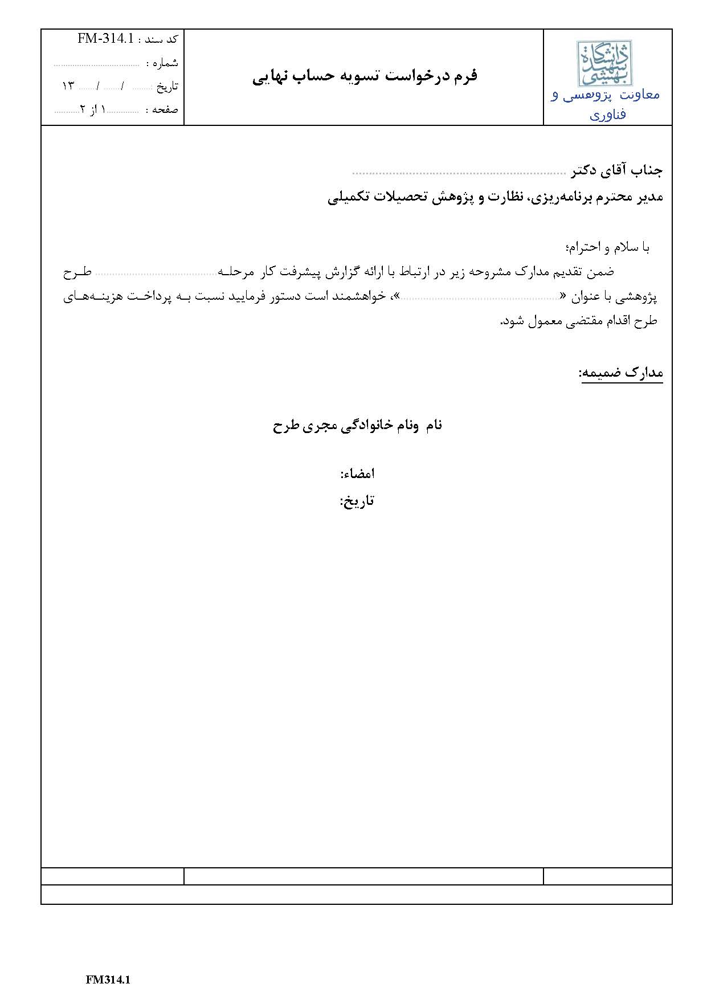 دانشگاه
شهید
بهشتی
معاونت پژوهشی و
فناوری
فرم درخواست تسویه حساب نهایی
کد سند : FM-314.1
شماره : ....................................
تاریخ : ........ /....... /....... ۱۳
صفحه : ..............۱ از ۲...........
جناب آقای دکتر ................................................................
مدیر محترم برنامه‌ریزی، نظارت و پژوهش تحصیلات تکمیلی
با سلام و احترام؛
ضمن تقدیم مدارک مشروحه زیر در ارتباط با ارائه گزارش پیشرفت کار مرحلـه.......................................... طـرح
پژوهشی با عنوان «.......................................................»، خواهشمند است دستور فرمایید نسبت بـه پرداخـت هزینـه‌هـای
طرح اقدام مقتضی معمول شود.
مدارک ضمیمه:
نام ونام خانوادگی مجری طرح
امضاء:
تاریخ:
FM314.1